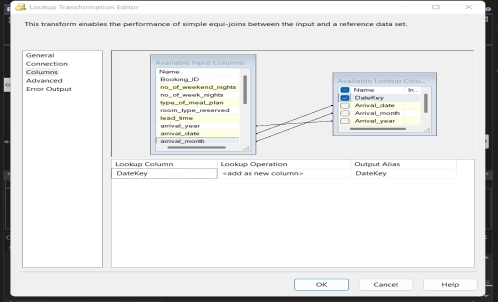 Lookup Transformation Editor
This transform enables the performance of simple equi-joins between the input and a reference data set.
General
Connection
Columns
Advanced
Error Output
Available Input Columns
Name
Booking_ID
no_of_weekend_nights
no_of_week_nights
type_of_meal_plan
room_type_reserved
lead_time
arrival_year
arrival_date
arrival_month
Available Lookup Colu...
Name In...
DateKey
Arrival_date
Arrival_month
Arrival_year
Lookup Column Lookup Operation Output Alias
DateKey <add as new column> DateKey
OK Cancel Help